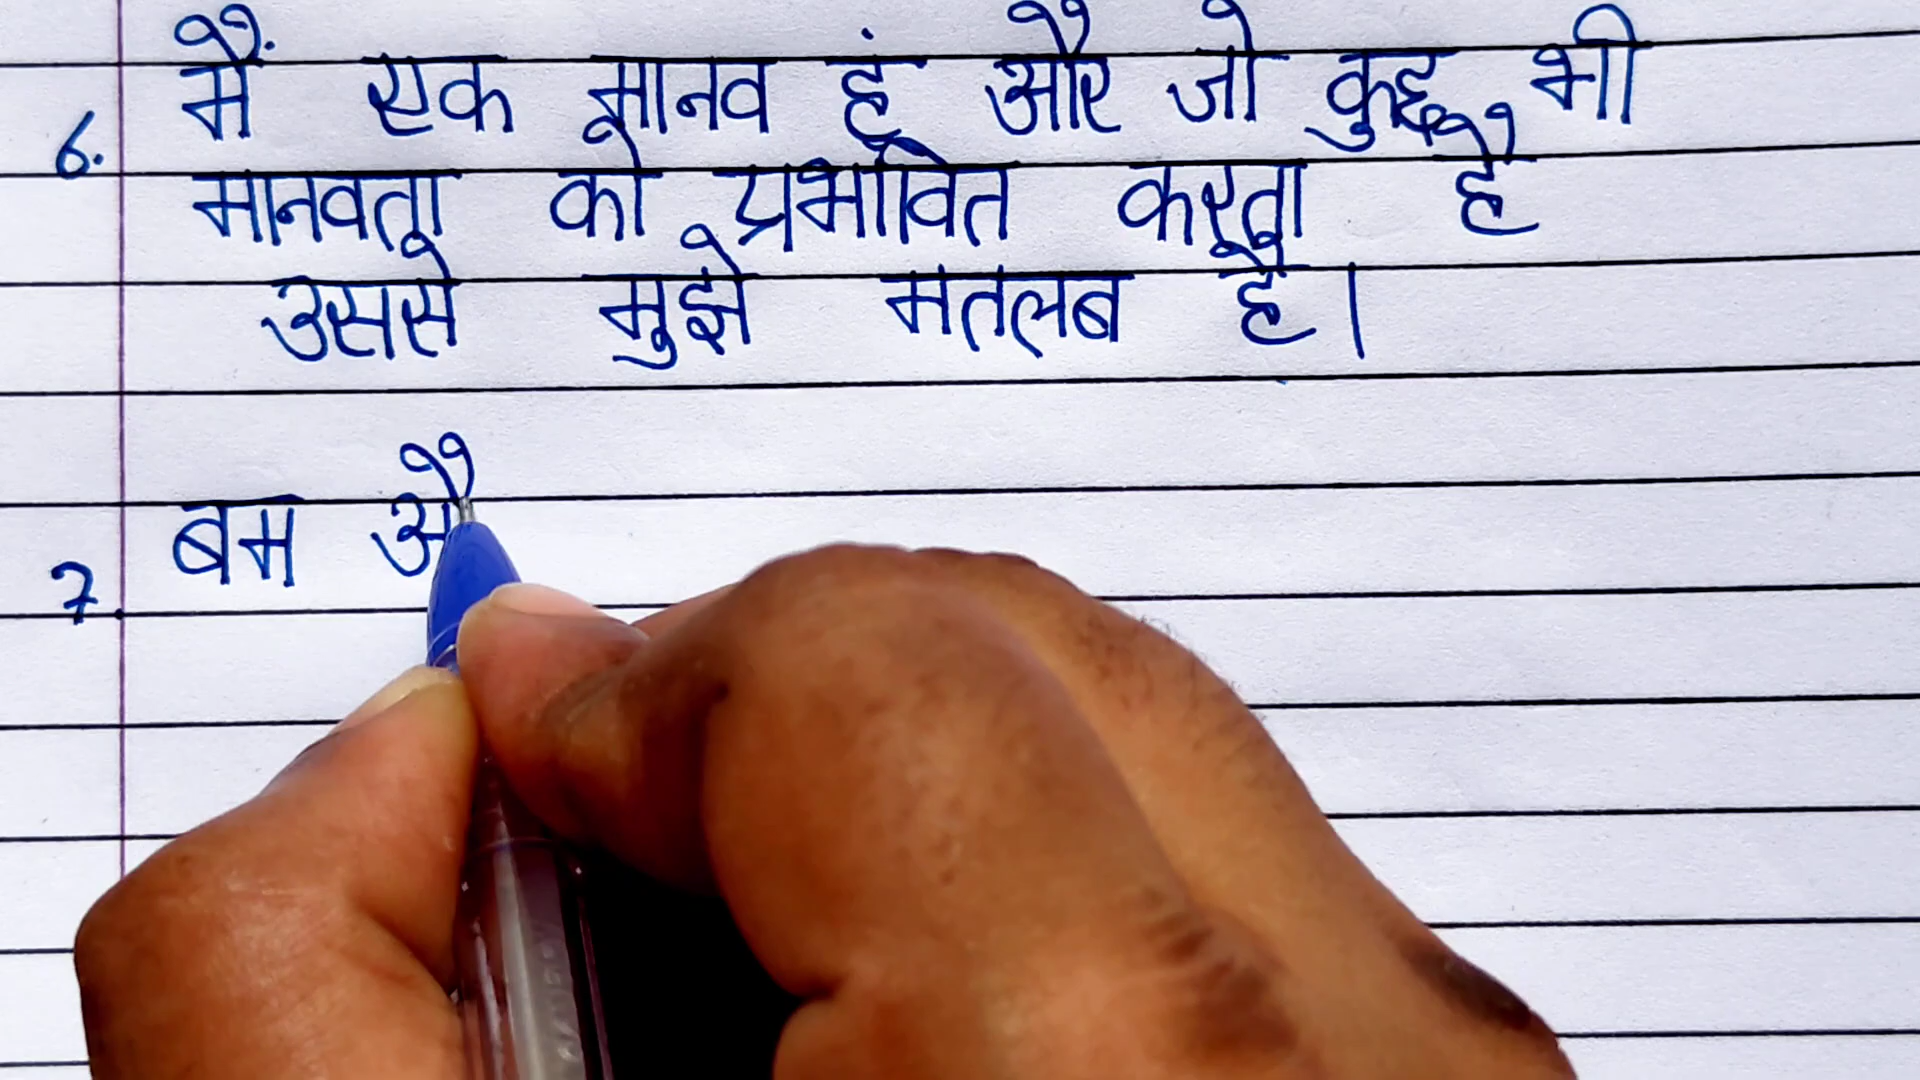 6. मैं एक मानव हूं और जो कुछ भी
मानवता को प्रभावित करता है
उससे मुझे मतलब है।
7 बम औ